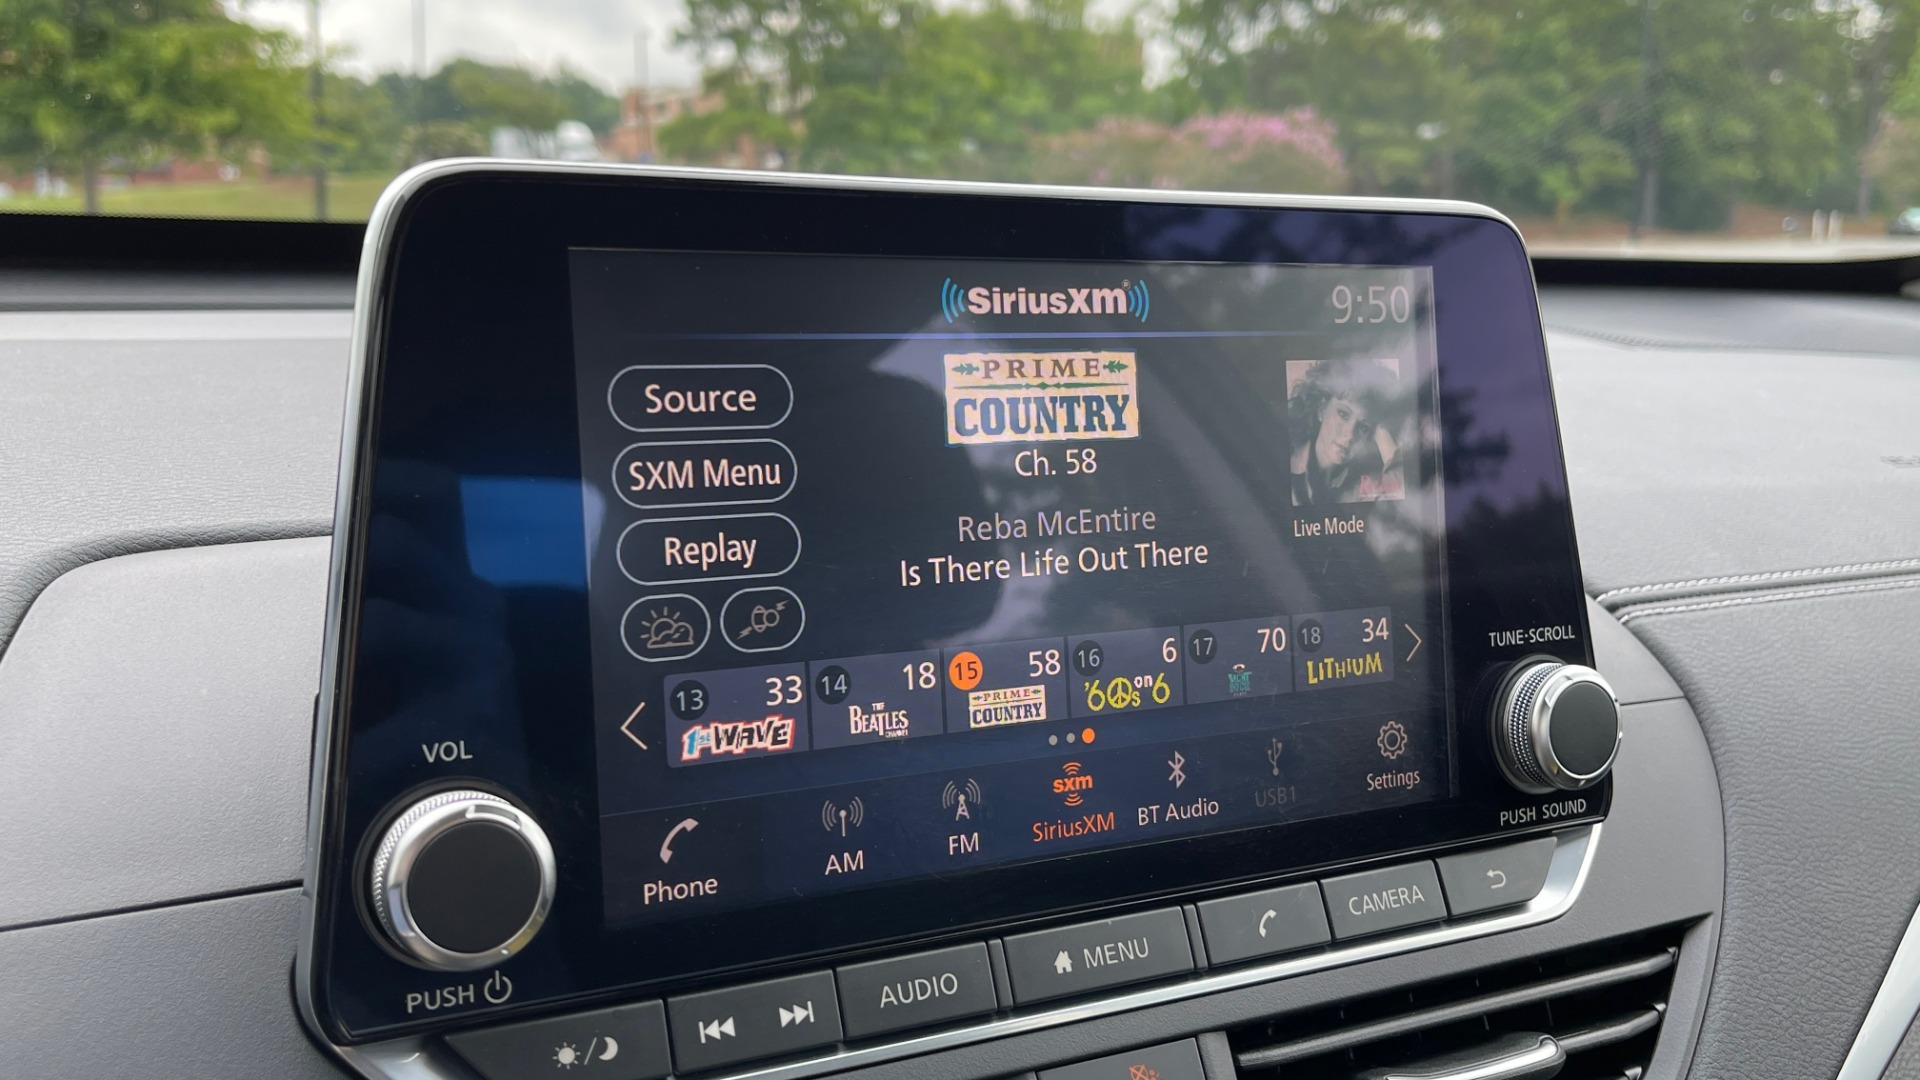 SiriusXM®
9:50
Source
SXM Menu
Replay
PRIME
COUNTRY
Ch. 58
Reba McEntire
Is There Life Out There
Live Mode
13 33
1st WAVE
14 18
THE
BEATLES
CHANNEL
15 58
PRIME
COUNTRY
16 6
'60s on 6
17 70
18 34
LITHIUM
Phone
AM
FM
sxm
SiriusXM
BT Audio
USB1
Settings
VOL
PUSH
TUNE·SCROLL
PUSH SOUND
AUDIO
MENU
CAMERA